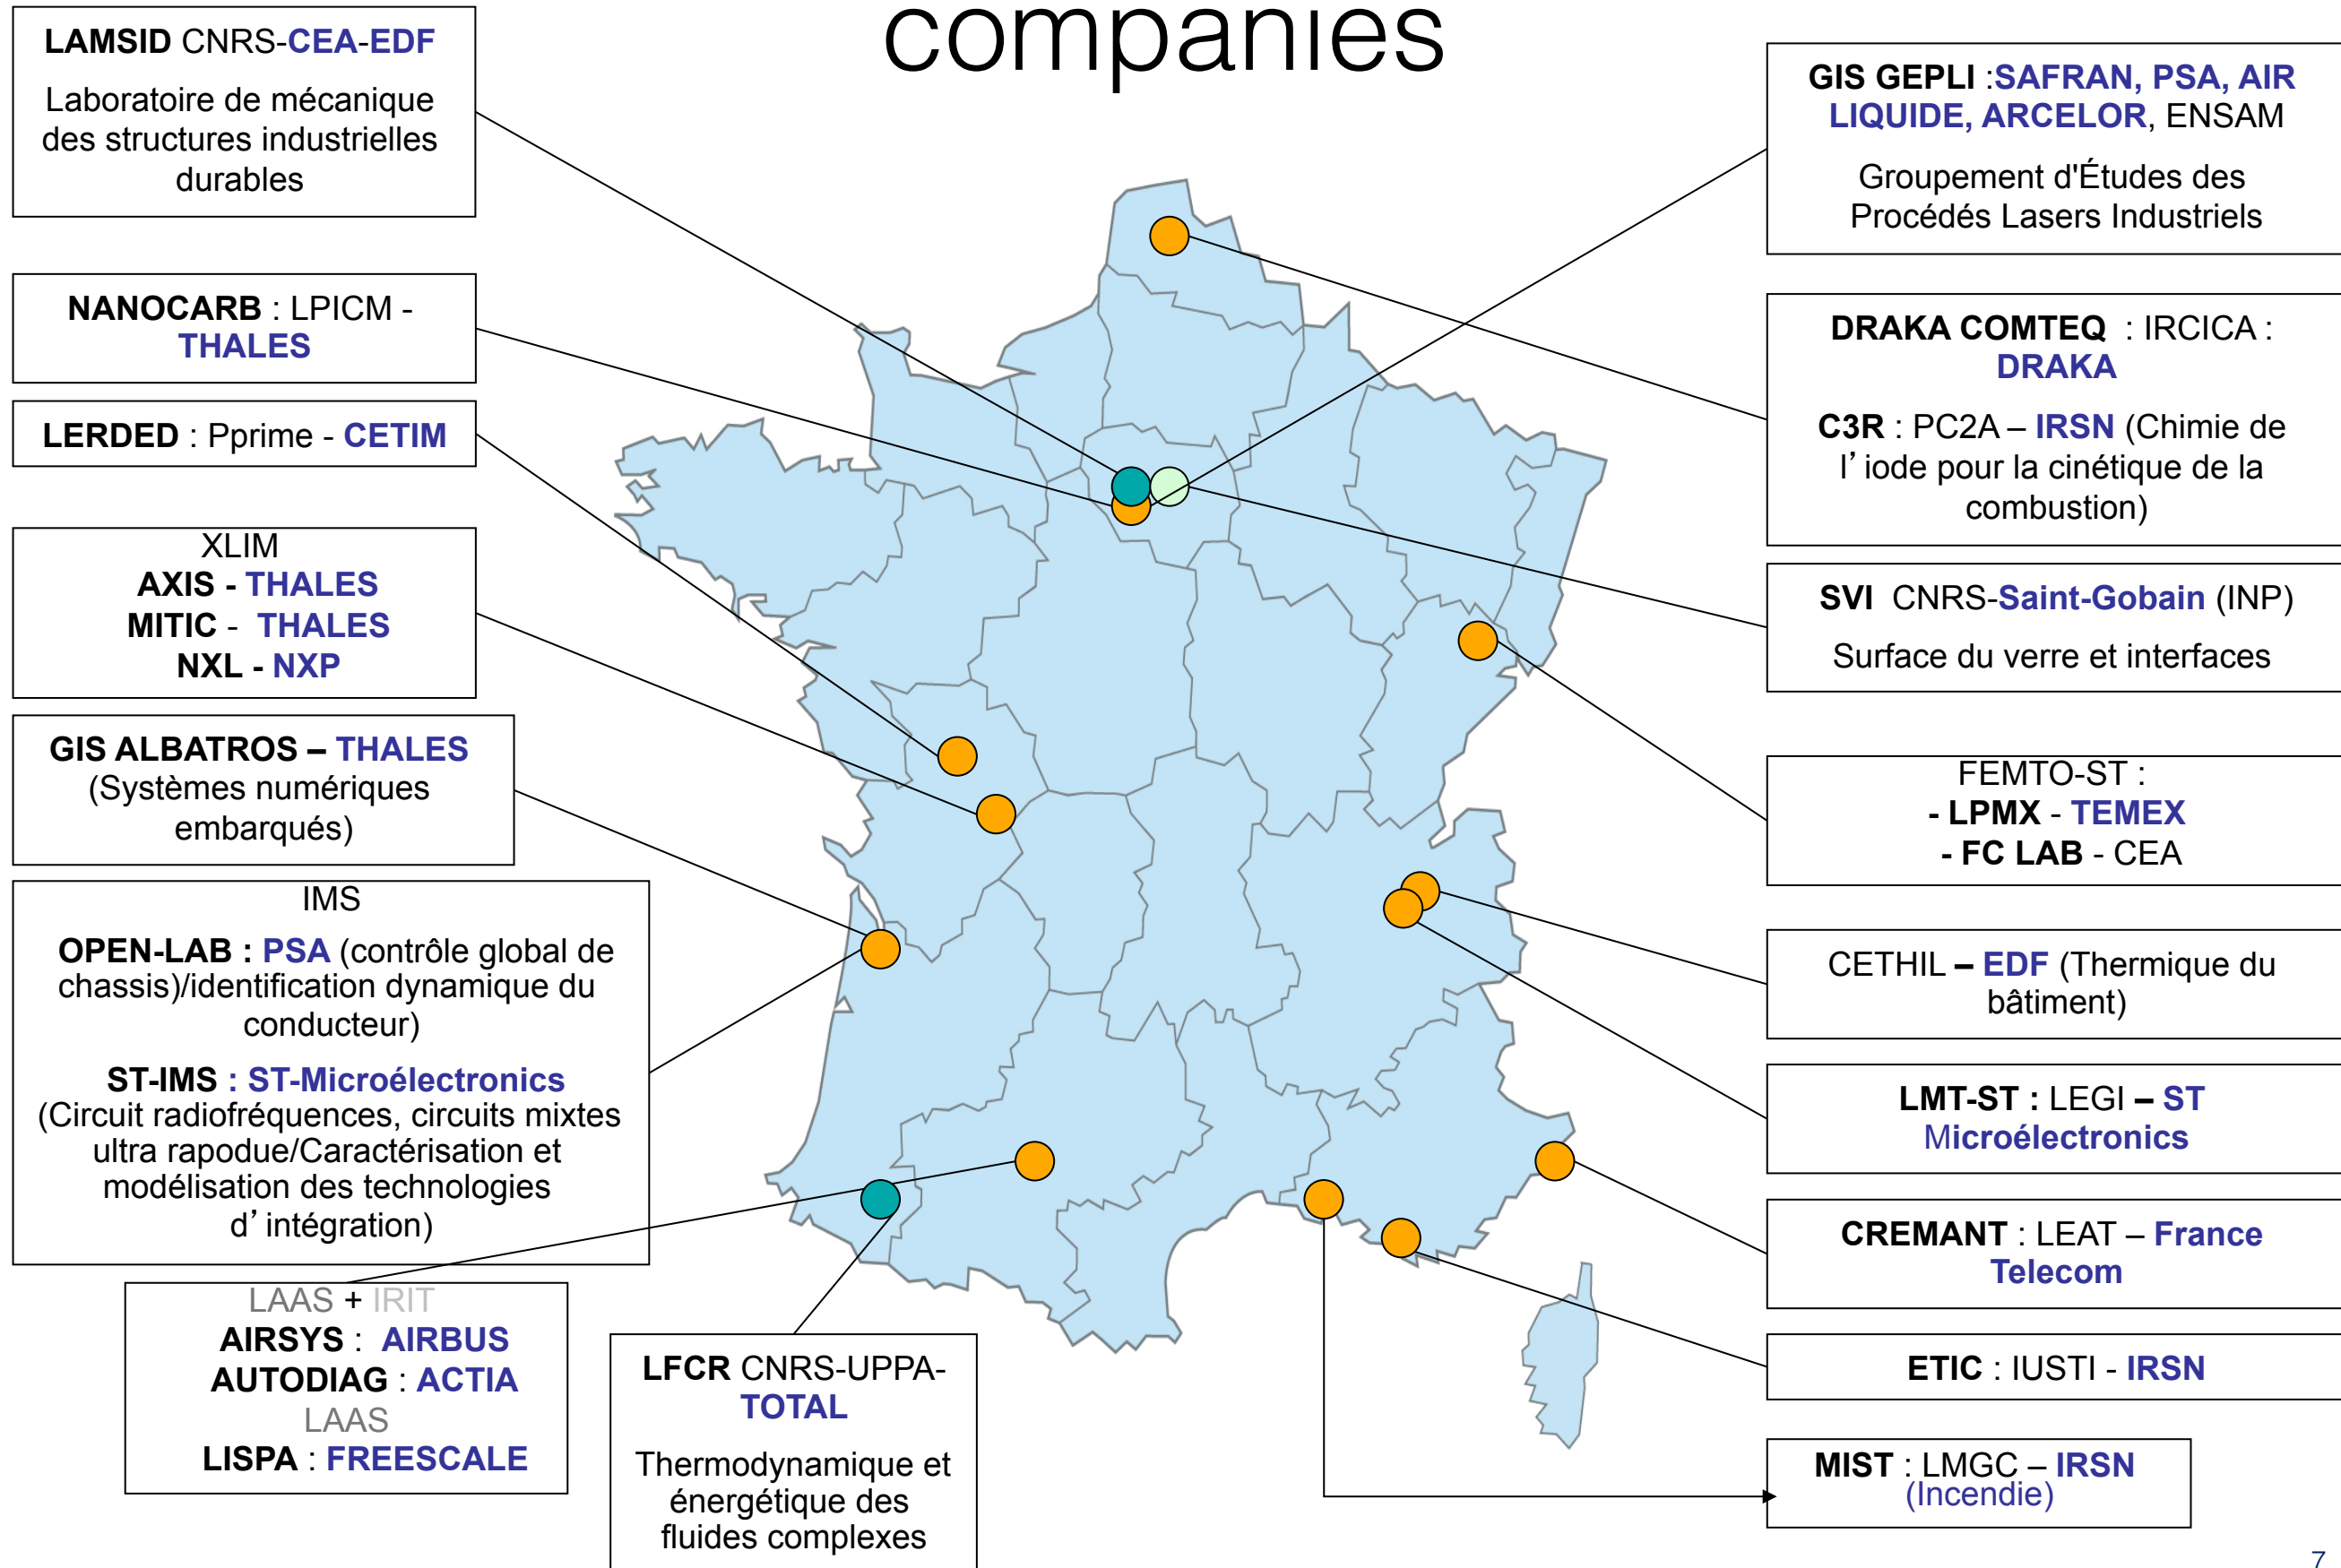 companies
LAMSID CNRS-CEA-EDF
Laboratoire de mécanique
des structures industrielles
durables
NANOCARB : LPICM -
THALES
LERDED : Pprime - CETIM
XLIM
AXIS - THALES
MITIC - THALES
NXL - NXP
GIS ALBATROS – THALES
(Systèmes numériques
embarqués)
IMS
OPEN-LAB : PSA (contrôle global de
chassis)/identification dynamique du
conducteur)
ST-IMS : ST-Microélectronics
(Circuit radiofréquences, circuits mixtes
ultra rapodue/Caractérisation et
modélisation des technologies
d’ intégration)
LAAS + IRIT
AIRSYS : AIRBUS
AUTODIAG : ACTIA
LAAS
LISPA : FREESCALE
LFCR CNRS-UPPA-
TOTAL
Thermodynamique et
énergétique des
fluides complexes
GIS GEPLI :SAFRAN, PSA, AIR
LIQUIDE, ARCELOR, ENSAM
Groupement d'Études des
Procédés Lasers Industriels
DRAKA COMTEQ : IRCICA :
DRAKA
C3R : PC2A – IRSN (Chimie de
l’ iode pour la cinétique de la
combustion)
SVI CNRS-Saint-Gobain (INP)
Surface du verre et interfaces
FEMTO-ST :
- LPMX - TEMEX
- FC LAB - CEA
CETHIL – EDF (Thermique du
bâtiment)
LMT-ST : LEGI – ST
Microélectronics
CREMANT : LEAT – France
Telecom
ETIC : IUSTI - IRSN
MIST : LMGC – IRSN
(Incendie)
7